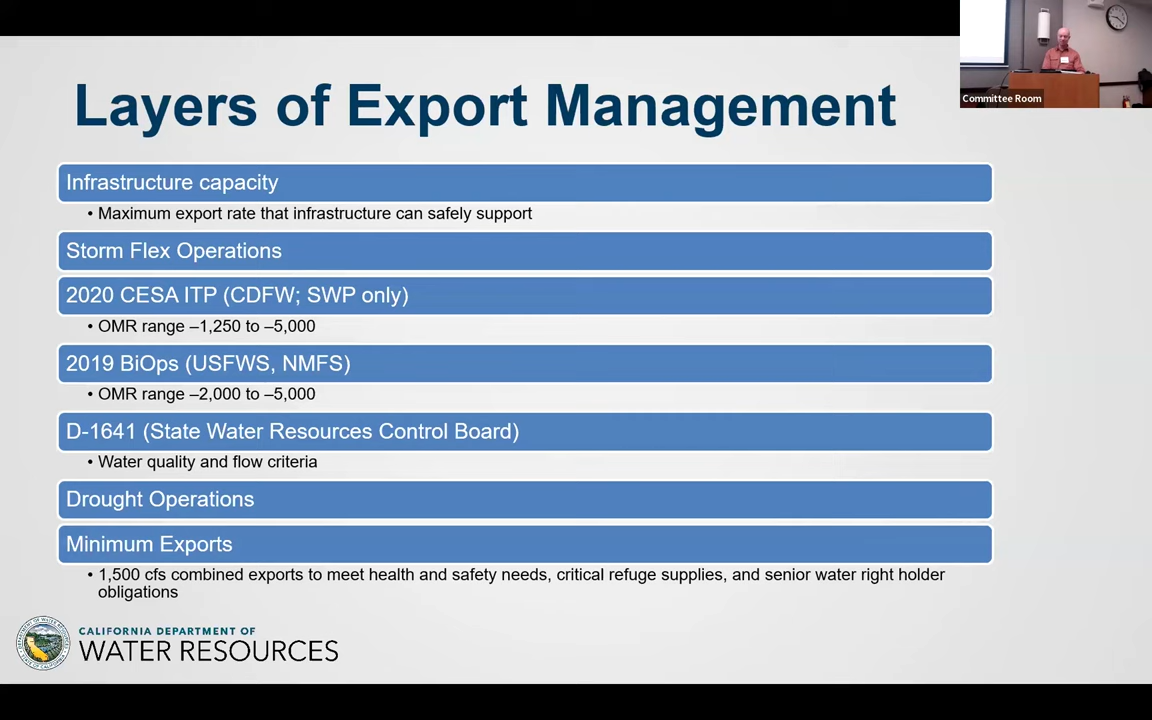 Layers of Export Management
Committee Room
Infrastructure capacity
• Maximum export rate that infrastructure can safely support
Storm Flex Operations
2020 CESA ITP (CDFW; SWP only)
• OMR range –1,250 to –5,000
2019 BiOps (USFWS, NMFS)
• OMR range –2,000 to –5,000
D-1641 (State Water Resources Control Board)
• Water quality and flow criteria
Drought Operations
Minimum Exports
• 1,500 cfs combined exports to meet health and safety needs, critical refuge supplies, and senior water right holder
obligations
CALIFORNIA DEPARTMENT OF
WATER RESOURCES